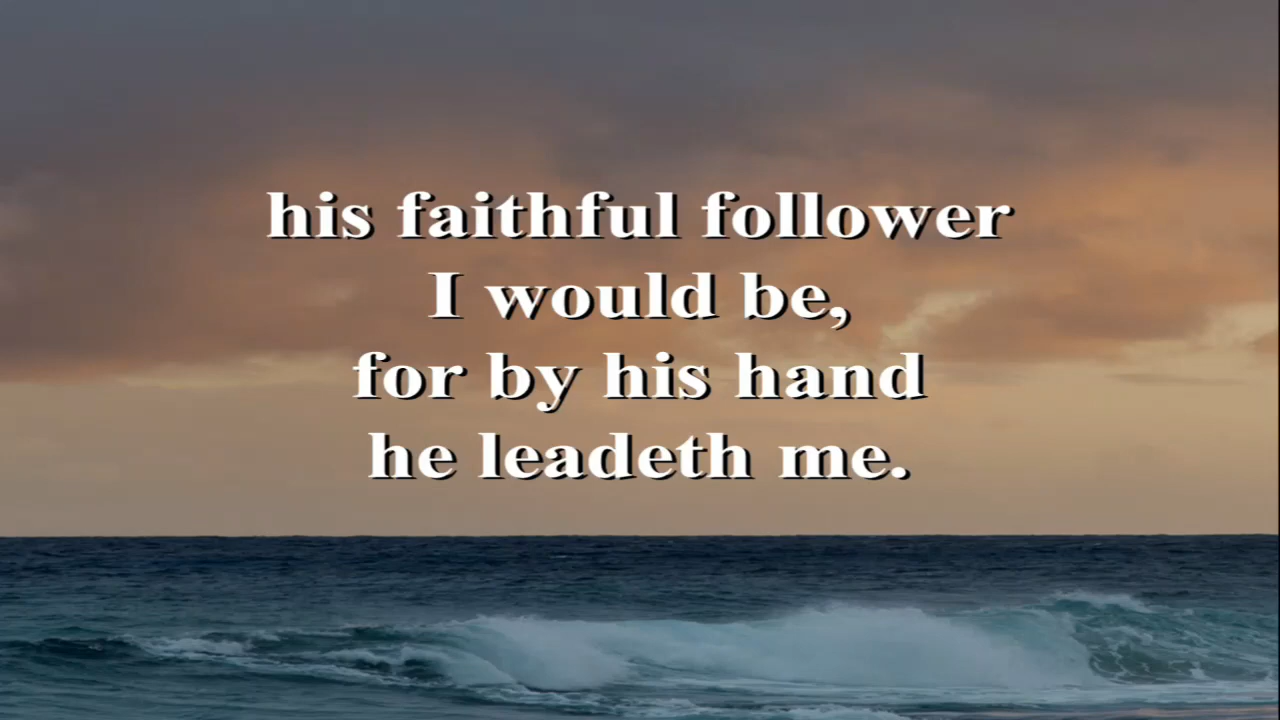 his faithful follower
I would be,
for by his hand
he leadeth me.